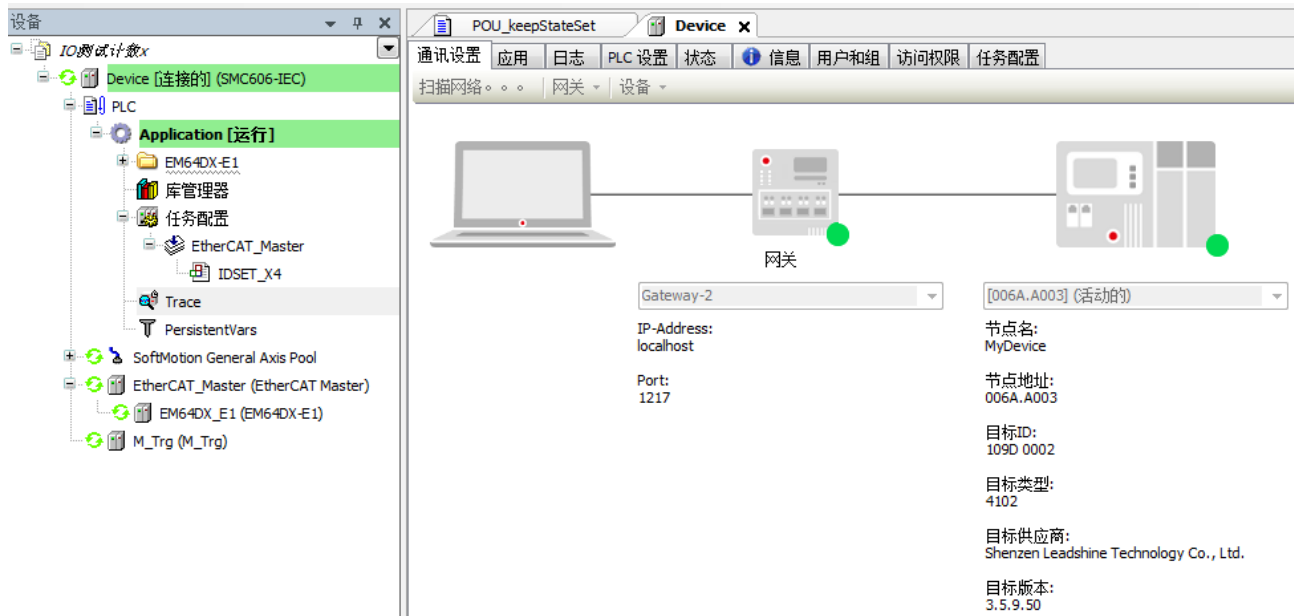 设备
IO测试计数x
Device [连接的] (SMC606-IEC)
PLC
Application [运行]
EM64DX-E1
库管理器
任务配置
EtherCAT_Master
IDSET_X4
Trace
PersistentVars
SoftMotion General Axis Pool
EtherCAT_Master (EtherCAT Master)
EM64DX_E1 (EM64DX-E1)
M_Trg (M_Trg)
POU_keepStateSet
Device
通讯设置 应用 日志 PLC 设置 状态 信息 用户和组 访问权限 任务配置
扫描网络。。。 网关 设备
网关
Gateway-2
IP-Address:
localhost
Port:
1217
[006A.A003] (活动的)
节点名:
MyDevice
节点地址:
006A.A003
目标ID:
109D 0002
目标类型:
4102
目标供应商:
Shenzen Leadshine Technology Co., Ltd.
目标版本:
3.5.9.50